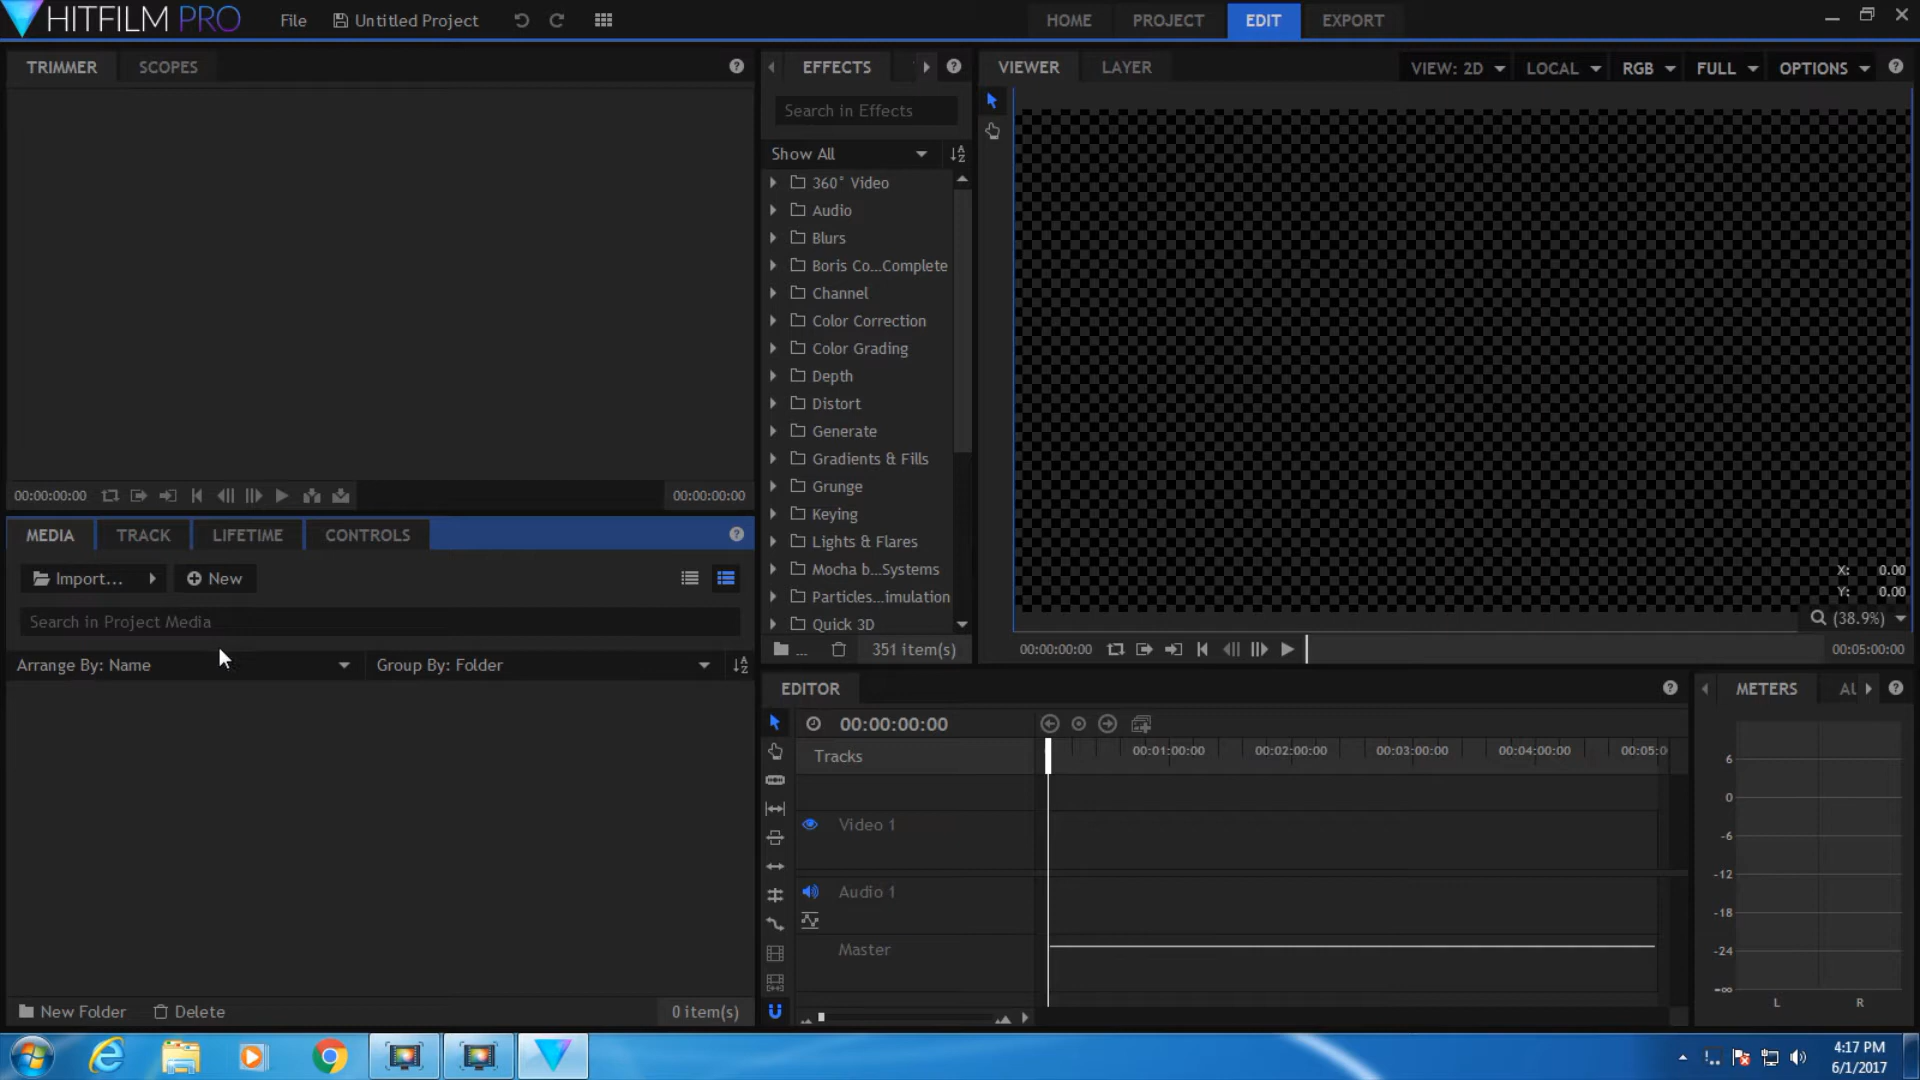 HITFILM PRO
File
Untitled Project
HOME
PROJECT
EDIT
EXPORT
TRIMMER
SCOPES
EFFECTS
VIEWER
LAYER
VIEW: 2D
LOCAL
RGB
FULL
OPTIONS
Search in Effects
Show All
360° Video
Audio
Blurs
Boris Co...Complete
Channel
Color Correction
Color Grading
Depth
Distort
Generate
Gradients & Fills
Grunge
Keying
Lights & Flares
Mocha b...Systems
Particles...imulation
Quick 3D
... 351 item(s)
X: 0.00
Y: 0.00
(38.9%)
00:00:00:00
00:05:00:00
00:00:00:00
00:00:00:00
MEDIA
TRACK
LIFETIME
CONTROLS
Import...
New
Search in Project Media
Arrange By: Name
Group By: Folder
New Folder
Delete
0 item(s)
EDITOR
00:00:00:00
Tracks
00:01:00:00
00:02:00:00
00:03:00:00
00:04:00:00
00:05:0
Video 1
Audio 1
Master
METERS
6
0
-6
-12
-18
-24
-∞
L
R
4:17 PM
6/1/2017